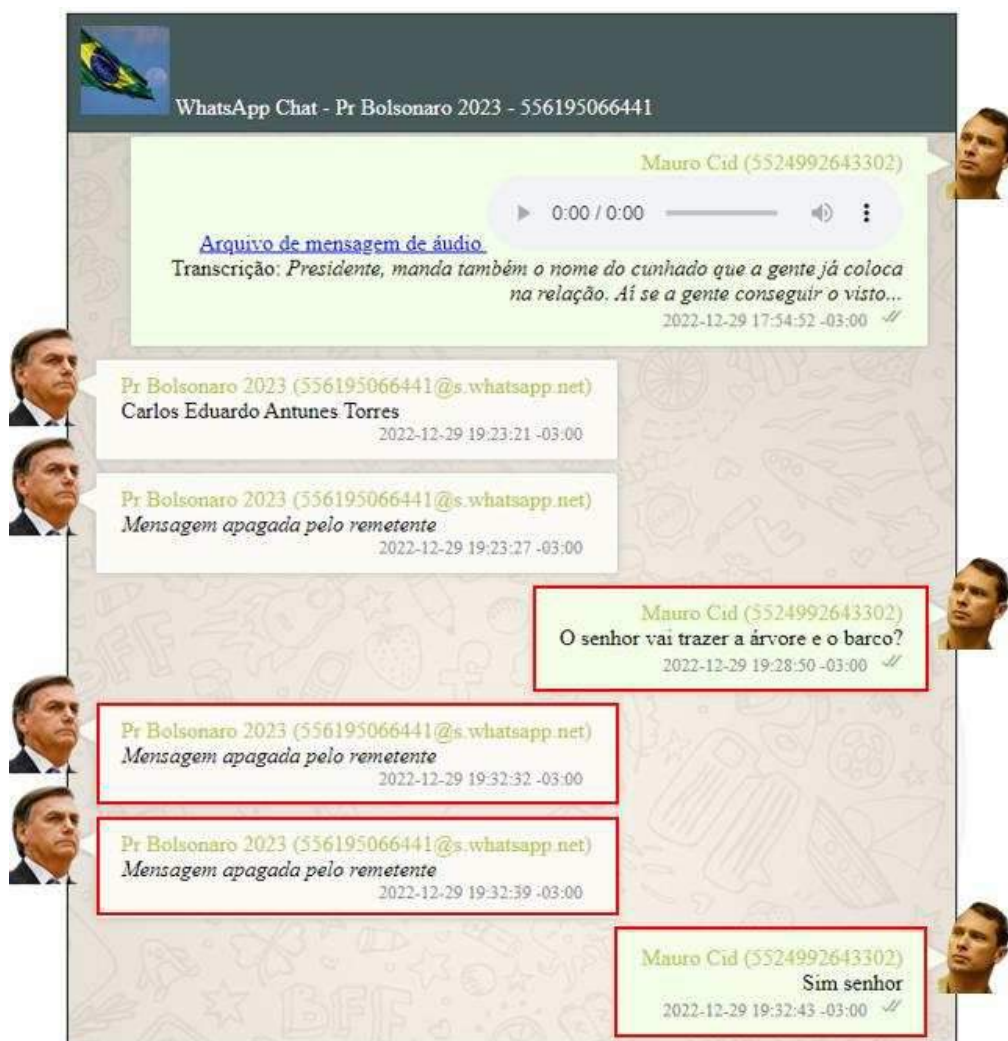 WhatsApp Chat - Pr Bolsonaro 2023 - 556195066441
Mauro Cid (5524992643302)
0:00 / 0:00
Arquivo de mensagem de áudio
Transcrição: Presidente, manda também o nome do cunhado que a gente já coloca
na relação. Aí se a gente conseguir o visto...
2022-12-29 17:54:52 -03:00
Pr Bolsonaro 2023 (556195066441@s.whatsapp.net)
Carlos Eduardo Antunes Torres
2022-12-29 19:23:21 -03:00
Pr Bolsonaro 2023 (556195066441@s.whatsapp.net)
Mensagem apagada pelo remetente
2022-12-29 19:23:27 -03:00
Mauro Cid (5524992643302)
O senhor vai trazer a árvore e o barco?
2022-12-29 19:28:50 -03:00
Pr Bolsonaro 2023 (556195066441@s.whatsapp.net)
Mensagem apagada pelo remetente
2022-12-29 19:32:32 -03:00
Pr Bolsonaro 2023 (556195066441@s.whatsapp.net)
Mensagem apagada pelo remetente
2022-12-29 19:32:39 -03:00
Mauro Cid (5524992643302)
Sim senhor
2022-12-29 19:32:43 -03:00